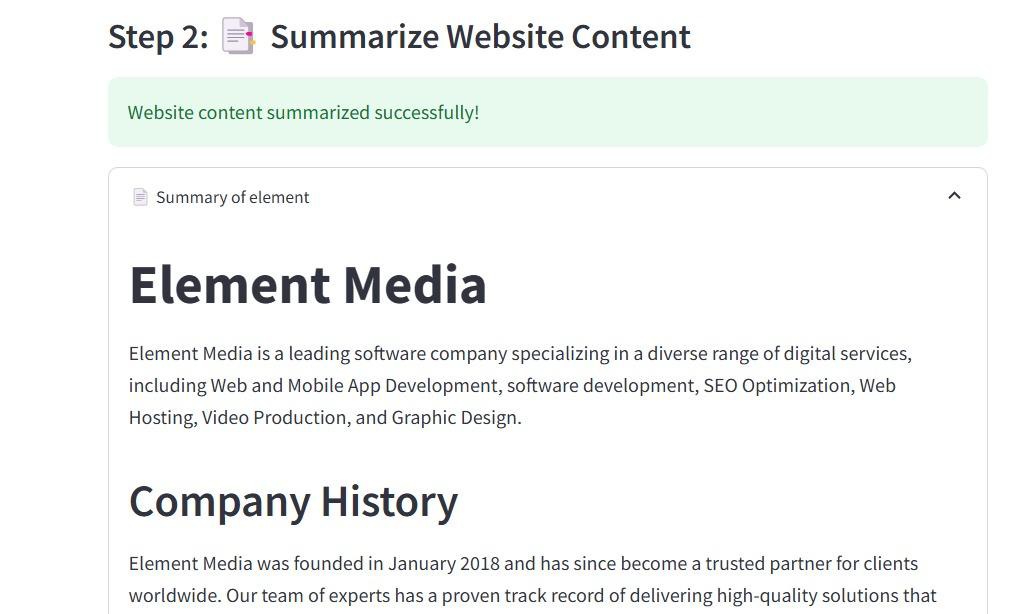 Step 2: Summarize Website Content
Website content summarized successfully!
Summary of element
Element Media
Element Media is a leading software company specializing in a diverse range of digital services,
including Web and Mobile App Development, software development, SEO Optimization, Web
Hosting, Video Production, and Graphic Design.
Company History
Element Media was founded in January 2018 and has since become a trusted partner for clients
worldwide. Our team of experts has a proven track record of delivering high-quality solutions that